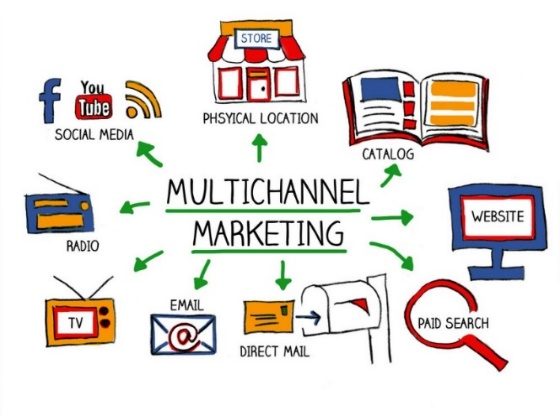 STORE
You
Tube
f
SOCIAL MEDIA
PHSYICAL LOCATION
CATALOG
MULTICHANNEL
MARKETING
RADIO
WEBSITE
TV
EMAIL
@
DIRECT MAIL
PAID SEARCH